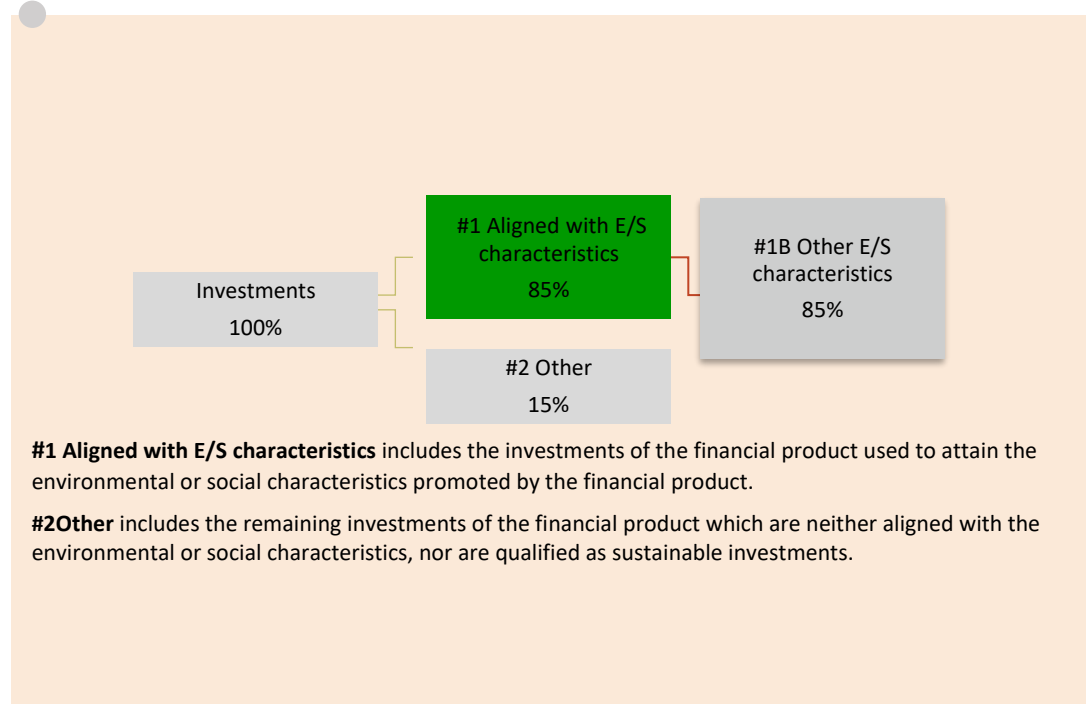 #1 Aligned with E/S
characteristics
85%
#1B Other E/S
characteristics
85%
Investments
100%
#2 Other
15%
#1 Aligned with E/S characteristics includes the investments of the financial product used to attain the
environmental or social characteristics promoted by the financial product.
#2Other includes the remaining investments of the financial product which are neither aligned with the
environmental or social characteristics, nor are qualified as sustainable investments.